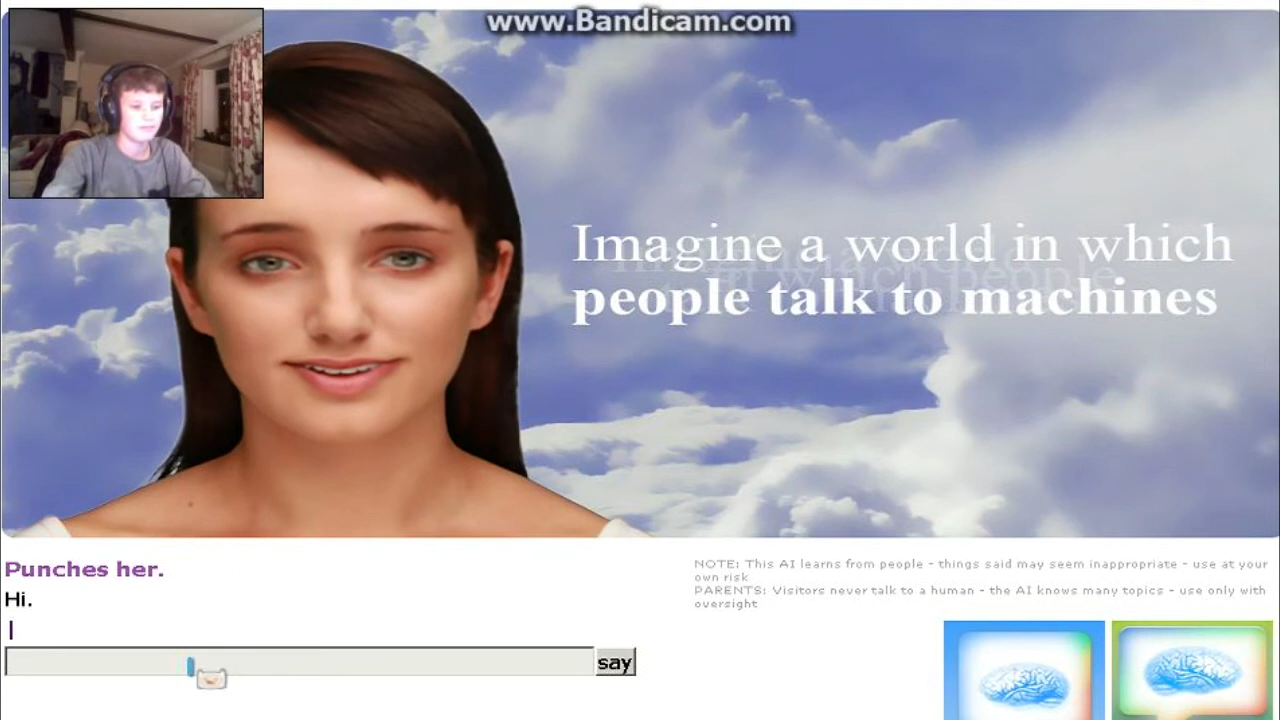 www.Bandicam.com
Imagine a world in which
people talk to machines
Punches her.
Hi.
say
NOTE: This AI learns from people - things said may seem inappropriate - use at your
own risk
PARENTS: Visitors never talk to a human - the AI knows many topics - use only with
oversight